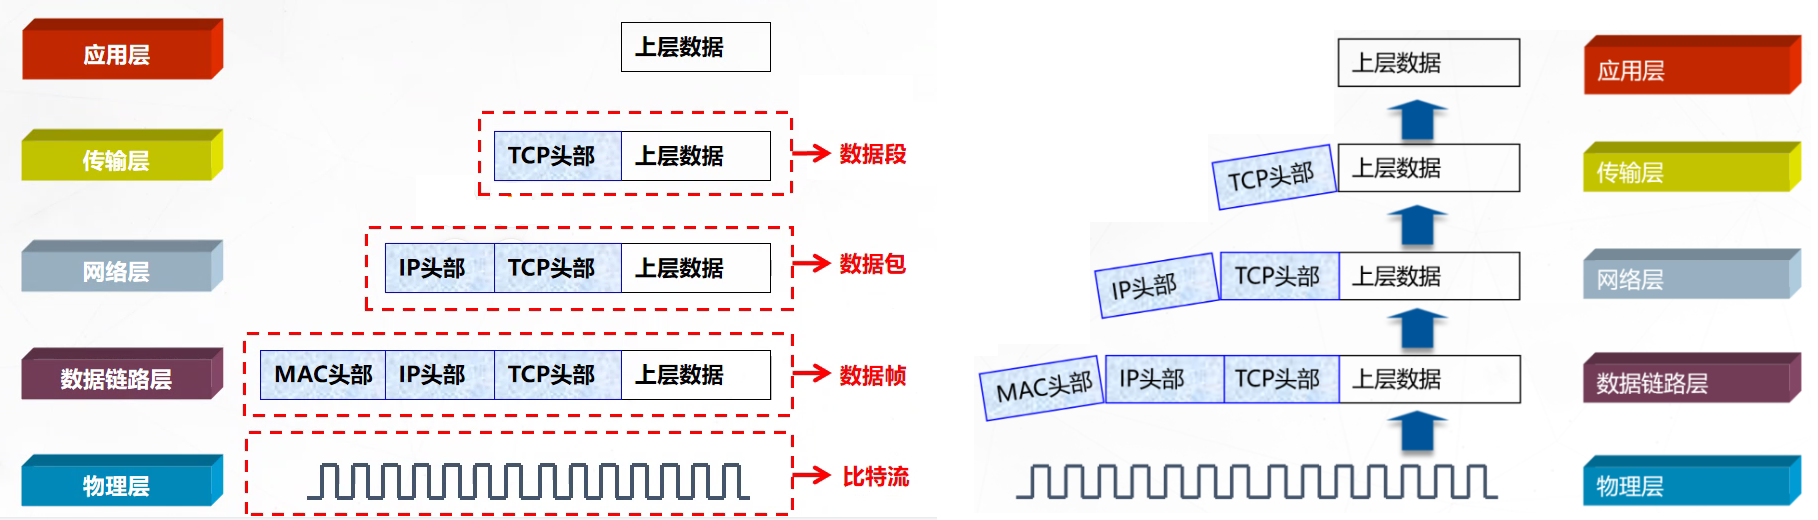 应用层
上层数据
传输层
TCP头部 上层数据
数据段
网络层
IP头部 TCP头部 上层数据
数据包
数据链路层
MAC头部 IP头部 TCP头部 上层数据
数据帧
物理层
比特流
上层数据
应用层
TCP头部 上层数据
传输层
IP头部 TCP头部 上层数据
网络层
MAC头部 IP头部 TCP头部 上层数据
数据链路层
物理层